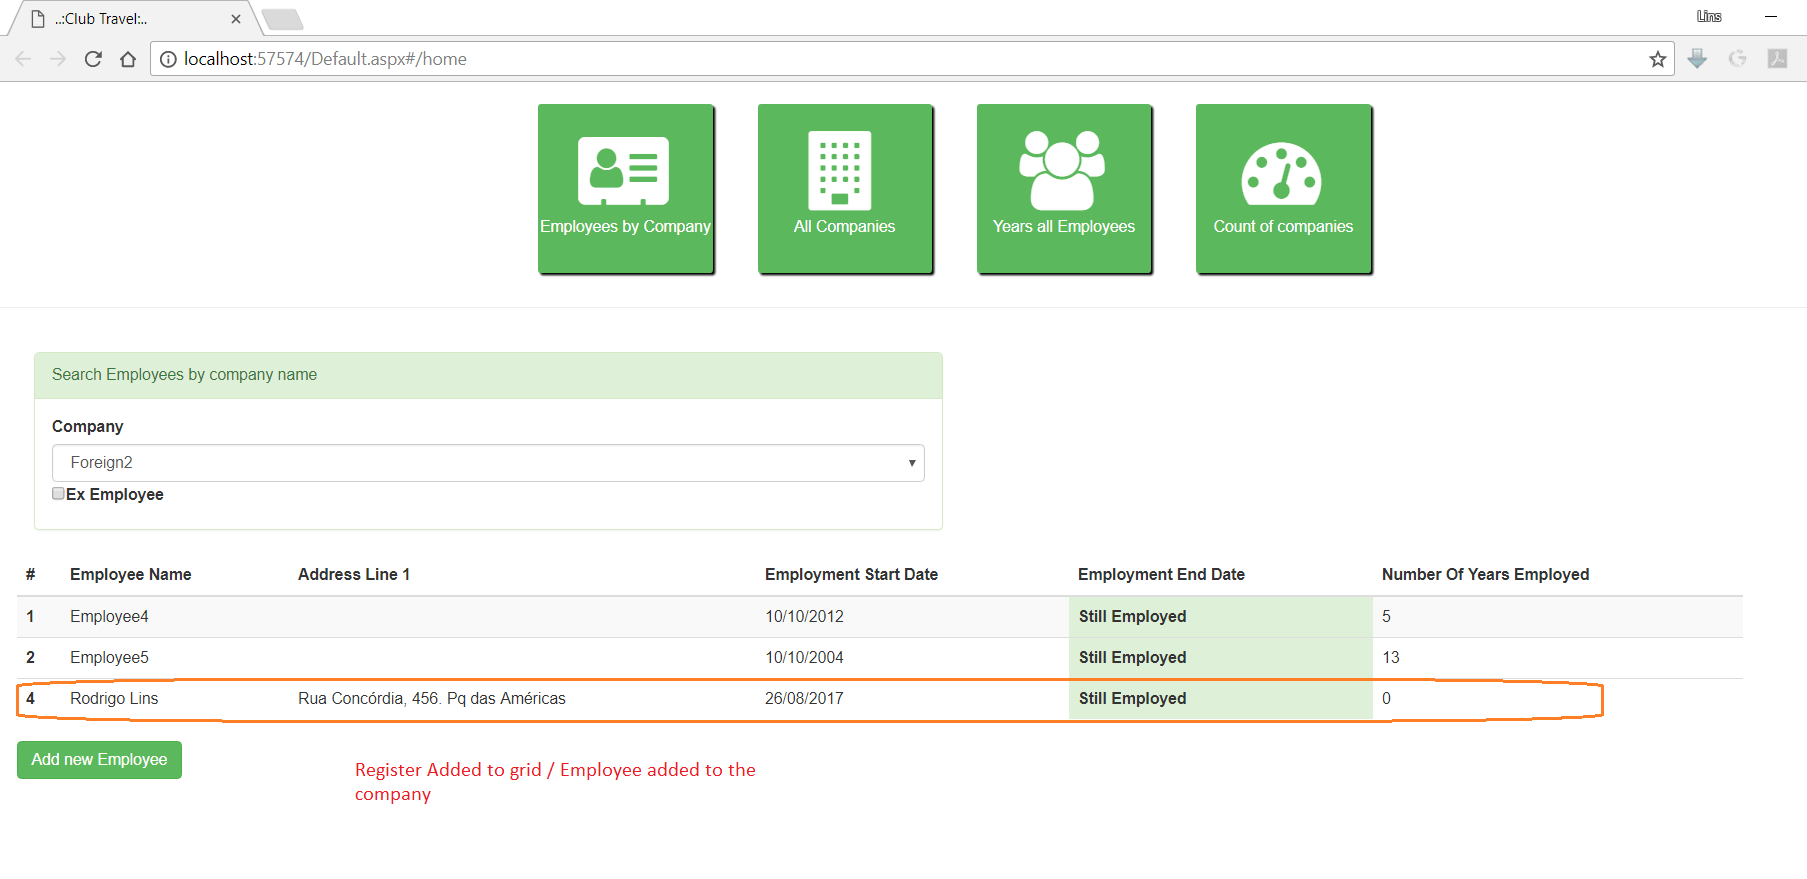 ..:Club Travel:..
Lins
localhost:57574/Default.aspx#/home
Employees by Company
All Companies
Years all Employees
Count of companies
Search Employees by company name
Company
Foreign2
Ex Employee
# Employee Name Address Line 1 Employment Start Date Employment End Date Number Of Years Employed
1 Employee4 10/10/2012 Still Employed 5
2 Employee5 10/10/2004 Still Employed 13
4 Rodrigo Lins Rua Concórdia, 456. Pq das Américas 26/08/2017 Still Employed 0
Add new Employee
Register Added to grid / Employee added to the
company